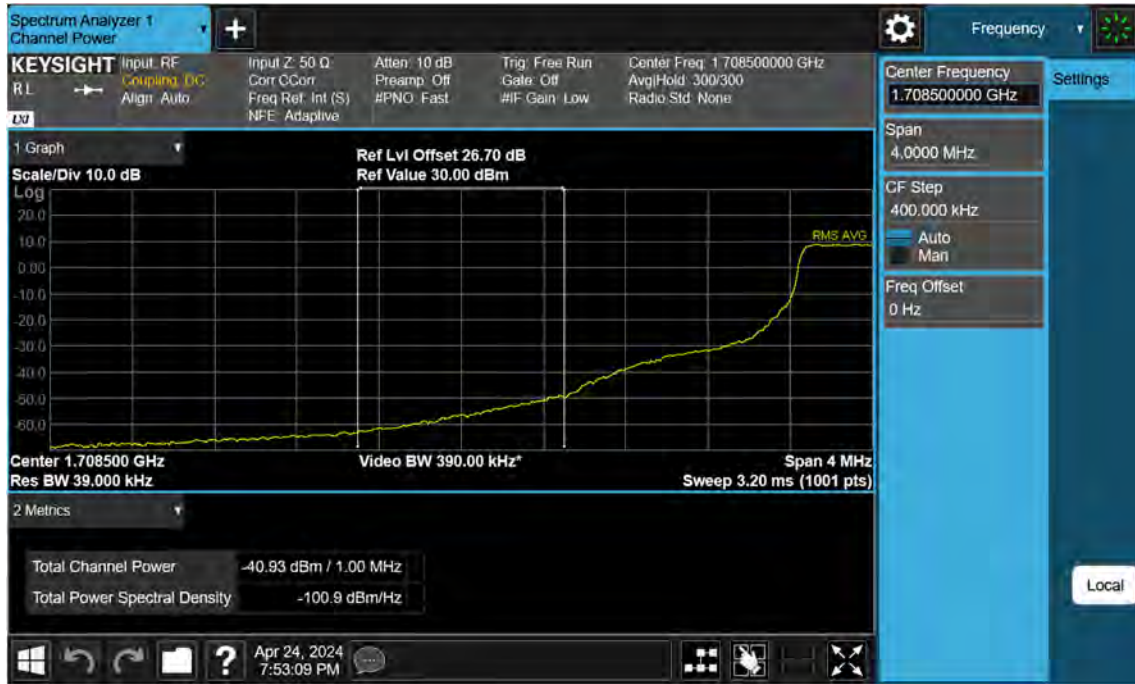 Spectrum Analyzer 1
Channel Power
+
Frequency
KEYSIGHT
RL
LXI
Input: RF
Coupling: DC
Align: Auto
Input Z: 50 Ω
Corr CCorr
Freq Ref: Int (S)
NFE: Adaptive
Atten: 10 dB
Preamp: Off
#PNO: Fast
Trig: Free Run
Gate: Off
#IF Gain: Low
Center Freq: 1.708500000 GHz
Avg|Hold: 300/300
Radio Std: None
Center Frequency
1.708500000 GHz
Settings
Span
4.0000 MHz
CF Step
400.000 kHz
Auto
Man
Freq Offset
0 Hz
1 Graph
Scale/Div 10.0 dB
Ref Lvl Offset 26.70 dB
Ref Value 30.00 dBm
Log
20.0
10.0
0.00
-10.0
-20.0
-30.0
-40.0
-50.0
-60.0
RMS AVG
Center 1.708500 GHz
Video BW 390.00 kHz*
Span 4 MHz
Res BW 39.000 kHz
Sweep 3.20 ms (1001 pts)
2 Metrics
Total Channel Power -40.93 dBm / 1.00 MHz
Total Power Spectral Density -100.9 dBm/Hz
Local
?
Apr 24, 2024
7:53:09 PM